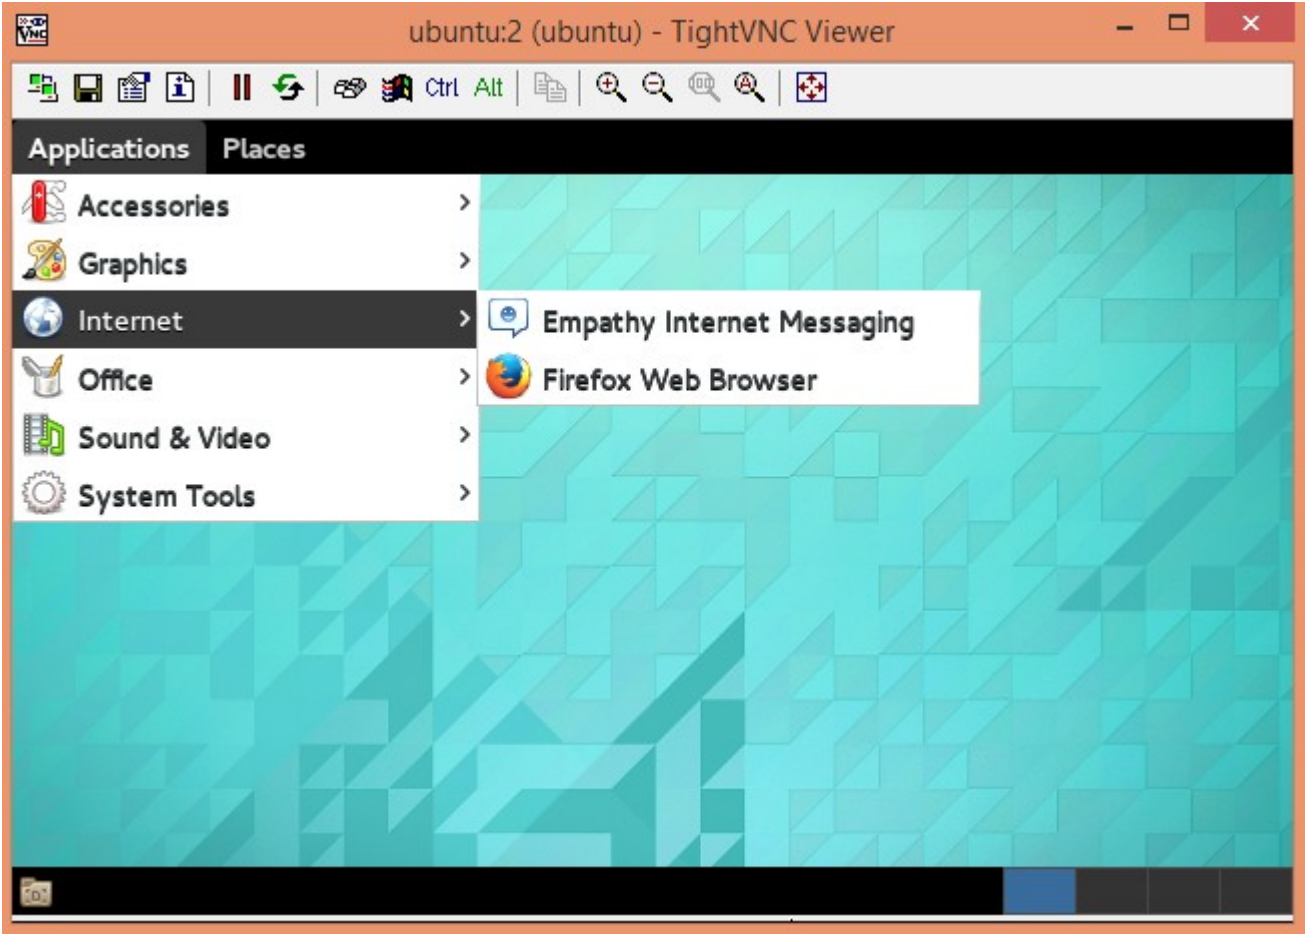 ubuntu:2 (ubuntu) - TightVNC Viewer
Ctrl Alt
Applications Places
Accessories
Graphics
Internet
Empathy Internet Messaging
Office
Firefox Web Browser
Sound & Video
System Tools